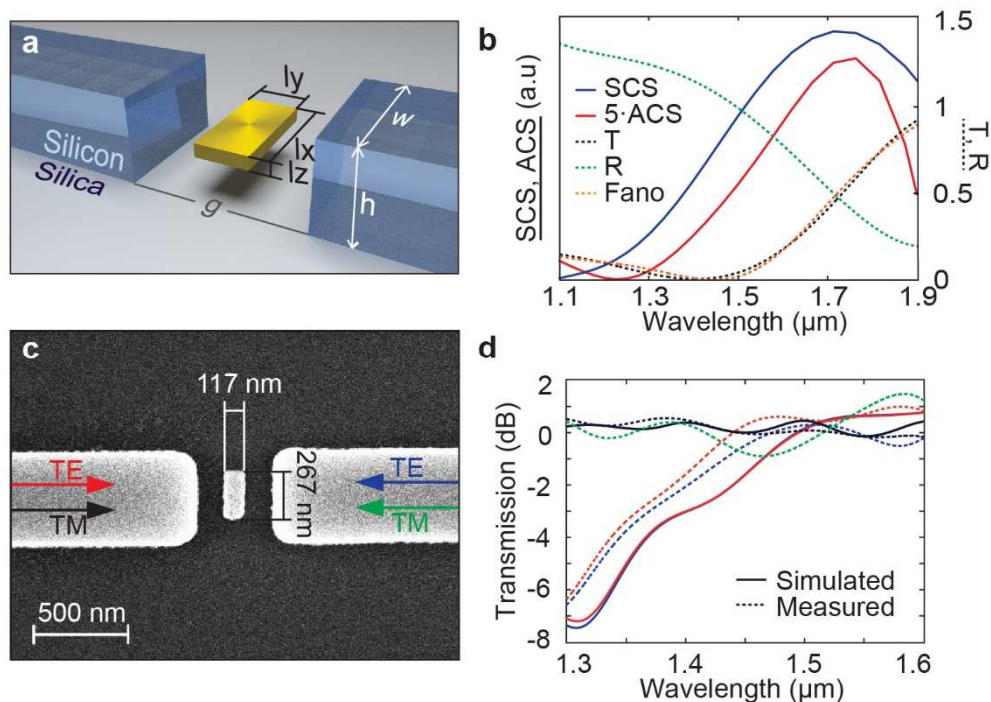 a
ly
w
lx
lz
h
g
Silicon
Silica
b
SCS, ACS (a.u)
SCS
5·ACS
T
R
Fano
1.5
1
0.5
0
T, R
1.1
1.3
1.5
1.7
1.9
Wavelength (µm)
c
117 nm
267 nm
TE
TM
TE
TM
500 nm
d
Transmission (dB)
2
0
-2
-4
-6
-8
Simulated
Measured
1.3
1.4
1.5
1.6
Wavelength (µm)